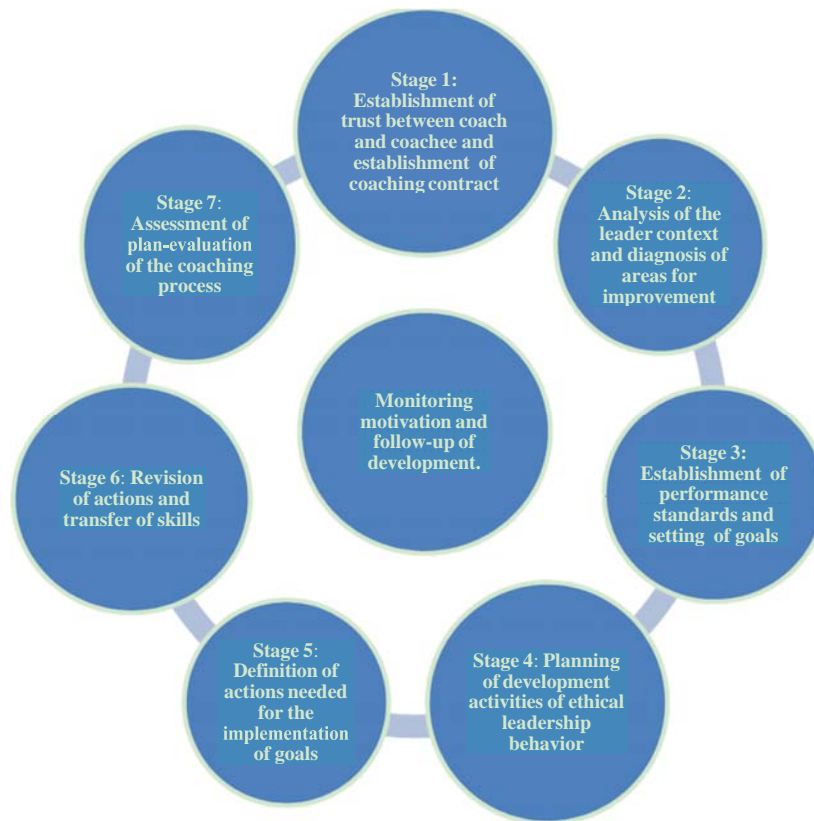 Stage 1:
Establishment of
trust between coach
and coachee and
establishment of
coaching contract
Stage 2:
Analysis of the
leader context
and diagnosis of
areas for
improvement
Stage 3:
Establishment of
performance
standards and
setting of goals
Stage 4: Planning
of development
activities of ethical
leadership
behavior
Stage 5:
Definition of
actions needed
for the
implementation
of goals
Stage 6: Revision
of actions and
transfer of skills
Stage 7:
Assessment of
plan-evaluation
of the coaching
process
Monitoring
motivation and
follow-up of
development.